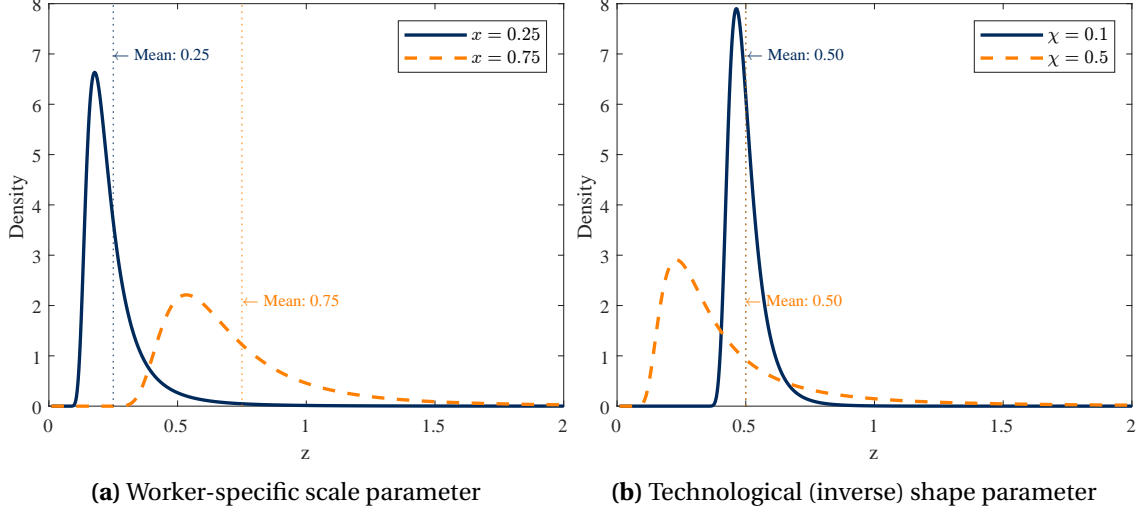 8
7
6
5
4
3
2
1
0
Density
0
0.5
1
1.5
2
z
x = 0.25
x = 0.75
← Mean: 0.25
← Mean: 0.75
(a) Worker-specific scale parameter
8
7
6
5
4
3
2
1
0
Density
0
0.5
1
1.5
2
z
χ = 0.1
χ = 0.5
← Mean: 0.50
← Mean: 0.50
(b) Technological (inverse) shape parameter